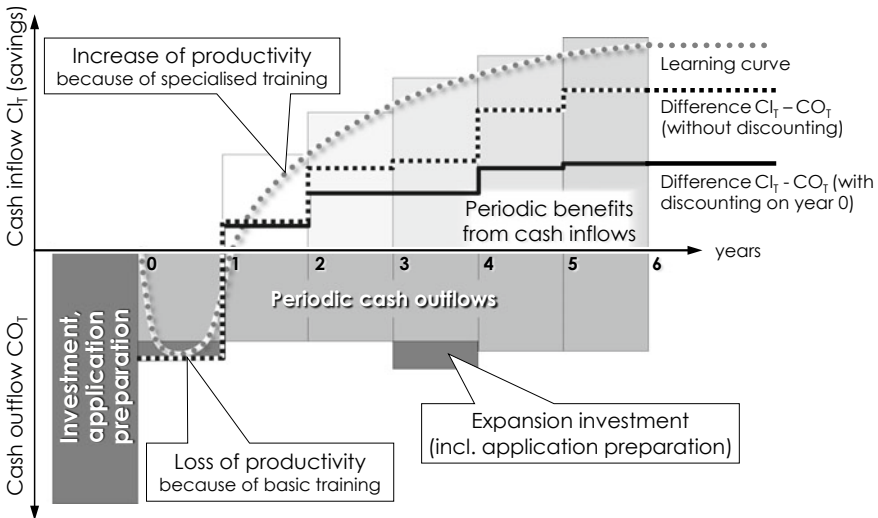 Cash inflow CI_T (savings)
Cash outflow CO_T
Increase of productivity
because of specialised training
Learning curve
Difference CI_T – CO_T
(without discounting)
Difference CI_T - CO_T (with
discounting on year 0)
Periodic benefits
from cash inflows
years
0 1 2 3 4 5 6
Periodic cash outflows
Investment,
application
preparation
Expansion investment
(incl. application preparation)
Loss of productivity
because of basic training